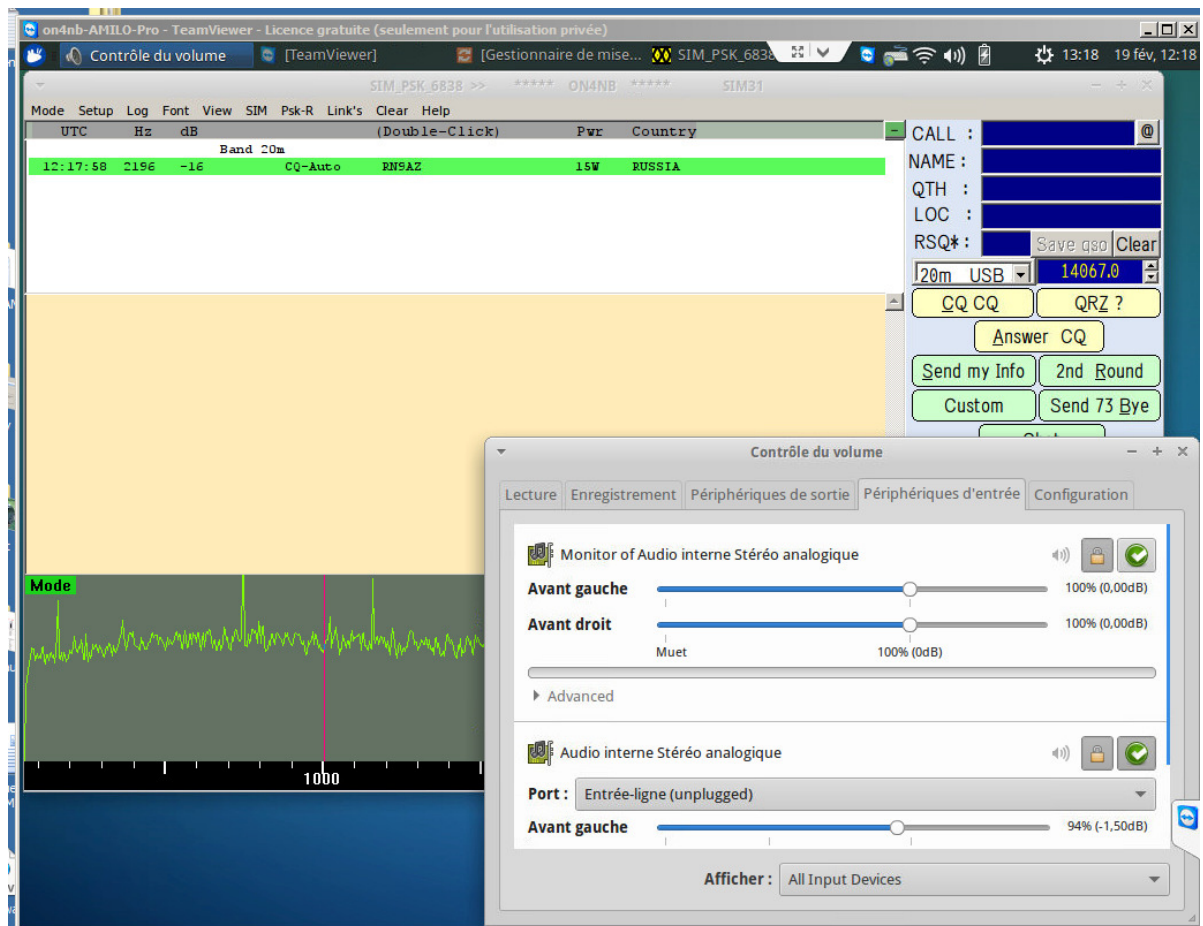 on4nb-AMILO-Pro - TeamViewer - Licence gratuite (seulement pour l'utilisation privée)
Contrôle du volume [TeamViewer] [Gestionnaire de mise... SIM_PSK_6838 13:18 19 fév, 12:18
SIM_PSK_6838 >> ***** ON4NB ***** SIM31
Mode Setup Log Font View SIM Psk-R Link's Clear Help
UTC Hz dB (Double-Click) Pwr Country
Band 20m
12:17:58 2196 -16 CQ-Auto RN9AZ 15W RUSSIA
CALL : @
NAME :
QTH :
LOC :
RSQ* : Save qso Clear
20m USB 14067.0
CQ CQ QRZ ?
Answer CQ
Send my Info 2nd Round
Custom Send 73 Bye
Contrôle du volume
Lecture Enregistrement Périphériques de sortie Périphériques d'entrée Configuration
Monitor of Audio interne Stéréo analogique
Avant gauche 100% (0,00dB)
Avant droit 100% (0,00dB)
Muet 100% (0dB)
Advanced
Audio interne Stéréo analogique
Port : Entrée-ligne (unplugged)
Avant gauche 94% (-1,50dB)
Afficher : All Input Devices
Mode
1000